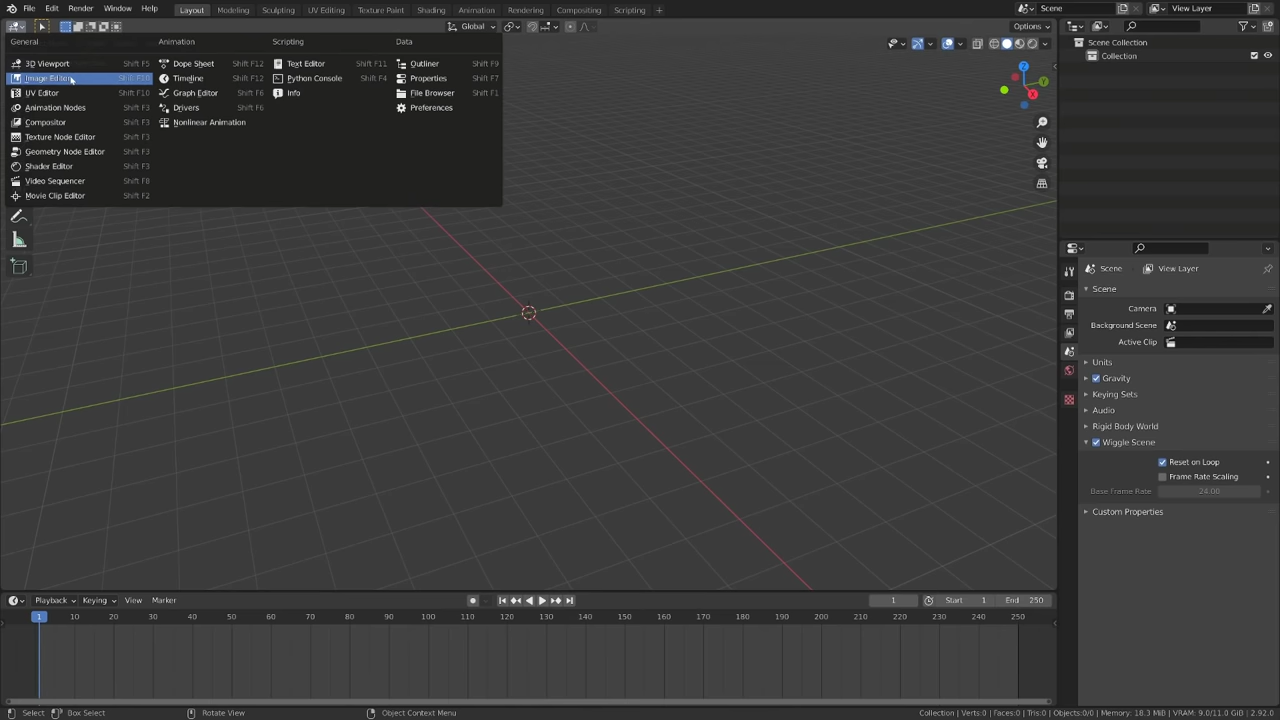 File Edit Render Window Help Layout Modeling Sculpting UV Editing Texture Paint Shading Animation Rendering Compositing Scripting + Scene View Layer
Global Options
General Animation Scripting Data
3D Viewport Shift F5 Dope Sheet Shift F12 Text Editor Shift F11 Outliner Shift F9
Image Editor Shift F10 Timeline Shift F12 Python Console Shift F4 Properties Shift F7
UV Editor Shift F10 Graph Editor Shift F6 Info File Browser Shift F1
Animation Nodes Shift F3 Drivers Shift F6 Preferences
Compositor Shift F3 Nonlinear Animation
Texture Node Editor Shift F3
Geometry Node Editor Shift F3
Shader Editor Shift F3
Video Sequencer Shift F8
Movie Clip Editor Shift F2
Z
Y
X
Scene Collection
Collection
Scene View Layer
Scene
Camera
Background Scene
Active Clip
Units
Gravity
Keying Sets
Audio
Rigid Body World
Wiggle Scene
Reset on Loop
Frame Rate Scaling
Base Frame Rate 24.00
Custom Properties
Playback Keying View Marker 1 Start 1 End 250
1 10 20 30 40 50 60 70 80 90 100 110 120 130 140 150 160 170 180 190 200 210 220 230 240 250
Select Box Select Rotate View Object Context Menu Collection | Verts:0 | Faces:0 | Tris:0 | Objects:0/0 | Memory: 18.3 MiB | VRAM: 9.0/11.0 GiB | 2.92.0